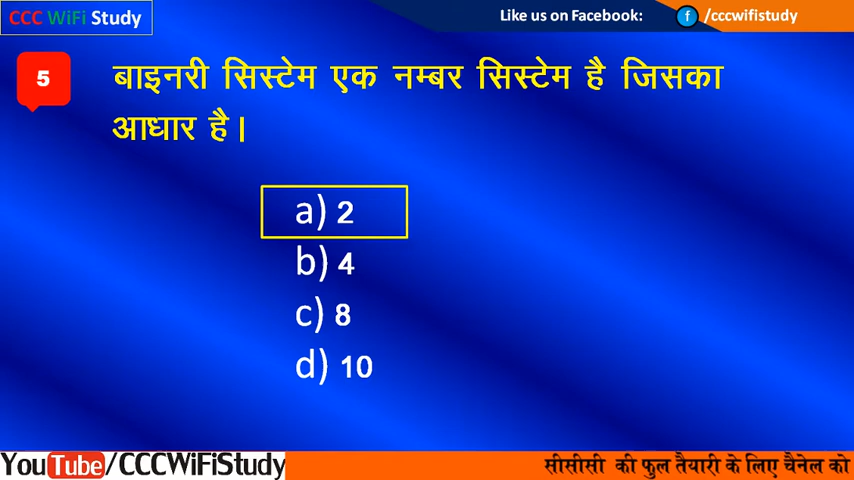 CCC WiFi Study
Like us on Facebook: f /cccwifistudy
5
बाइनरी सिस्टेम एक नम्बर सिस्टेम है जिसका
आधार है।
a) 2
b) 4
c) 8
d) 10
YouTube/CCCWiFiStudy
सीसीसी की फुल तैयारी के लिए चैनेल को